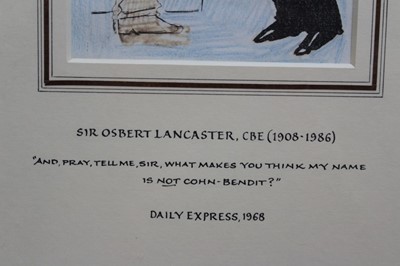 SIR OSBERT LANCASTER, CBE (1908-1986)
"AND, PRAY, TELL ME, SIR, WHAT MAKES YOU THINK MY NAME
IS NOT COHN-BENDIT?"
DAILY EXPRESS, 1968